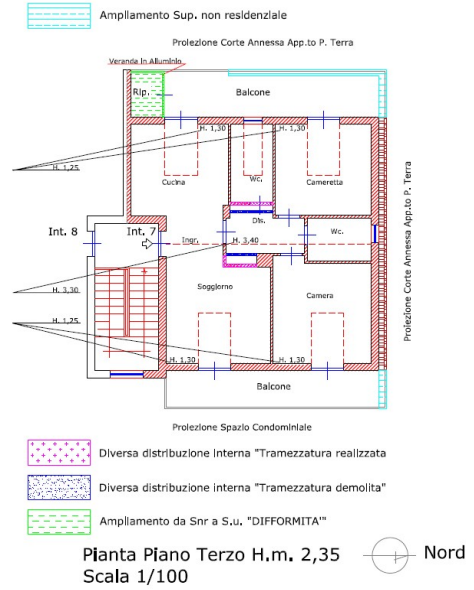 Ampliamento Sup. non residenziale
Proiezione Corte Annessa App.to P. Terra
Veranda in Alluminio
Rip.
Balcone
H. 1,30
H. 1,30
H. 1,25
Cucina
Wc.
Cameretta
Proiezione Corte Annessa App.to P. Terra
Dis.
Int. 8
Int. 7
Ingr.
H. 3,40
Wc.
H. 3,30
Soggiorno
Camera
H. 1,25
H. 1,30
H. 1,30
Balcone
Proiezione Spazio Condominiale
Diversa distribuzione interna "Tramezzatura realizzata
Diversa distribuzione interna "Tramezzatura demolita"
Ampliamento da Snr a S.u. "DIFFORMITA'"
Pianta Piano Terzo H.m. 2,35
Nord
Scala 1/100